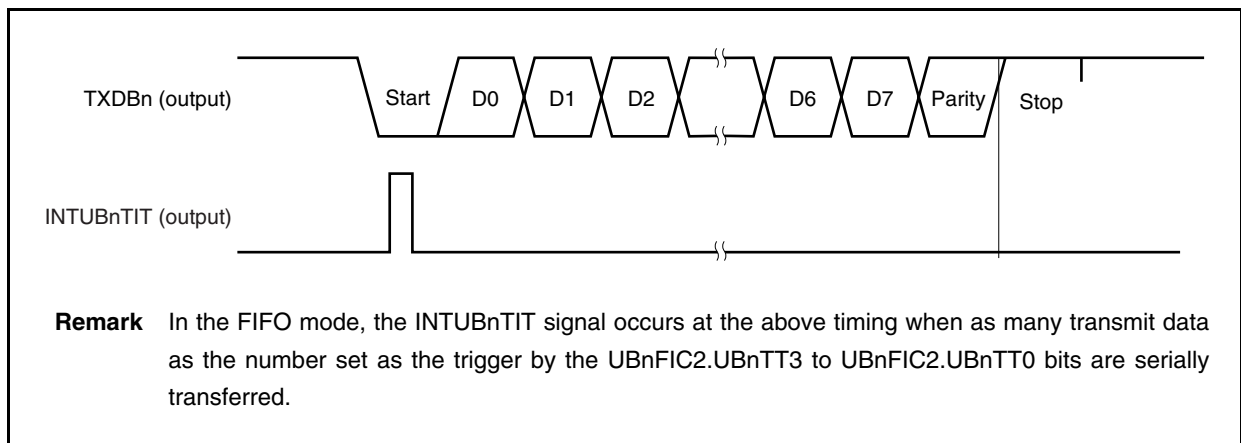 TXDBn (output)
Start D0 D1 D2 D6 D7 Parity Stop
INTUBnTIT (output)
Remark In the FIFO mode, the INTUBnTIT signal occurs at the above timing when as many transmit data
as the number set as the trigger by the UBnFIC2.UBnTT3 to UBnFIC2.UBnTT0 bits are serially
transferred.